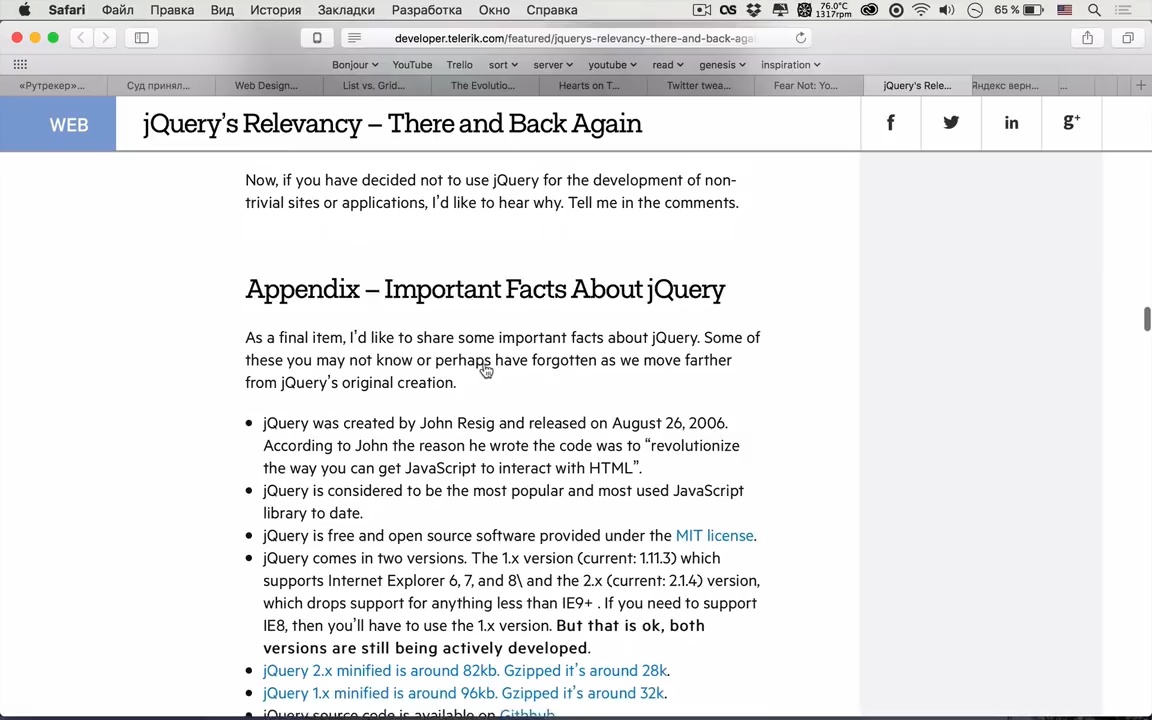 Safari Файл Правка Вид История Закладки Разработка Окно Справка 76.0°C 1317rpm 65 %
developer.telerik.com/featured/jquerys-relevancy-there-and-back-agai
Bonjour YouTube Trello sort server youtube read genesis inspiration
«Рутрекер»... Суд принял... Web Design... List vs. Grid... The Evolutio... Hearts on T... Twitter twea... Fear Not: Yo... jQuery's Rele... Яндекс верн... ...
WEB jQuery's Relevancy – There and Back Again
Now, if you have decided not to use jQuery for the development of non-
trivial sites or applications, I'd like to hear why. Tell me in the comments.
Appendix – Important Facts About jQuery
As a final item, I'd like to share some important facts about jQuery. Some of
these you may not know or perhaps have forgotten as we move farther
from jQuery's original creation.
jQuery was created by John Resig and released on August 26, 2006.
According to John the reason he wrote the code was to “revolutionize
the way you can get JavaScript to interact with HTML”.
jQuery is considered to be the most popular and most used JavaScript
library to date.
jQuery is free and open source software provided under the MIT license.
jQuery comes in two versions. The 1.x version (current: 1.11.3) which
supports Internet Explorer 6, 7, and 8\ and the 2.x (current: 2.1.4) version,
which drops support for anything less than IE9+ . If you need to support
IE8, then you'll have to use the 1.x version. But that is ok, both
versions are still being actively developed.
jQuery 2.x minified is around 82kb. Gzipped it's around 28k.
jQuery 1.x minified is around 96kb. Gzipped it's around 32k.
jQuery source code is available on Githhub